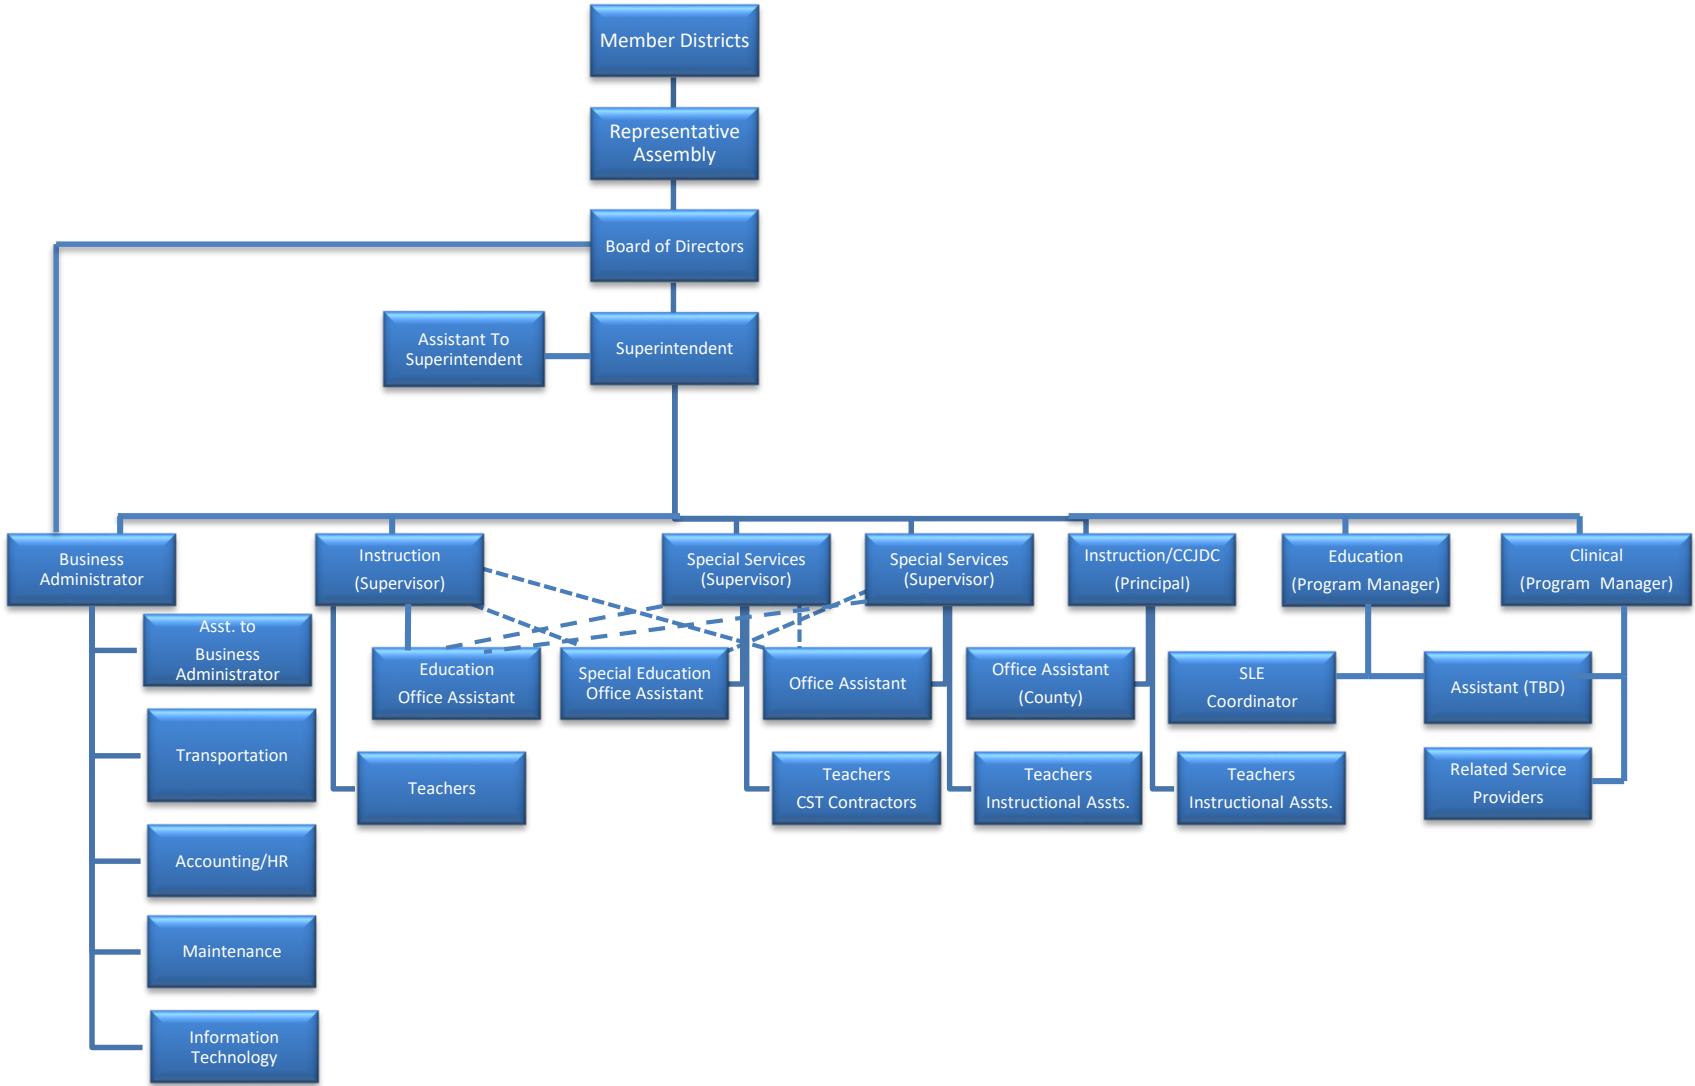 Member Districts
Representative
Assembly
Board of Directors
Assistant To
Superintendent
Superintendent
Business
Administrator
Instruction
(Supervisor)
Special Services
(Supervisor)
Special Services
(Supervisor)
Instruction/CCJDC
(Principal)
Education
(Program Manager)
Clinical
(Program Manager)
Asst. to
Business
Administrator
Education
Office Assistant
Special Education
Office Assistant
Office Assistant
Office Assistant
(County)
SLE
Coordinator
Assistant (TBD)
Transportation
Teachers
Teachers
CST Contractors
Teachers
Instructional Assts.
Teachers
Instructional Assts.
Related Service
Providers
Accounting/HR
Maintenance
Information
Technology